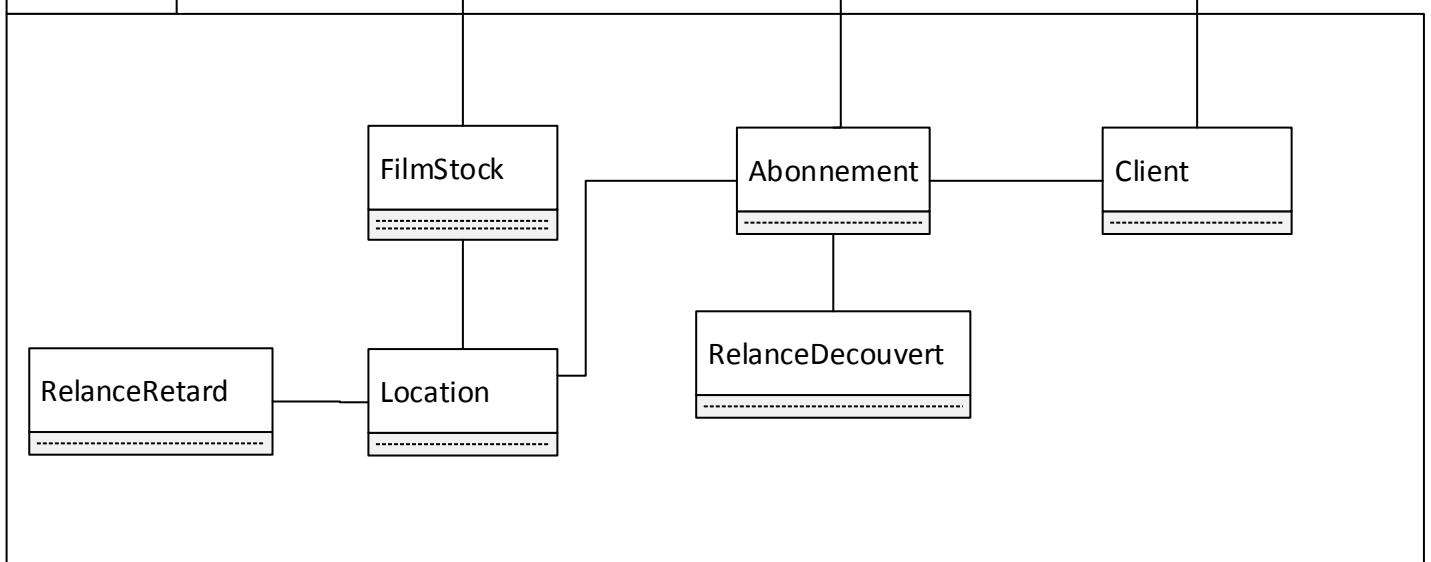 FilmStock
Abonnement
Client
RelanceDecouvert
RelanceRetard
Location